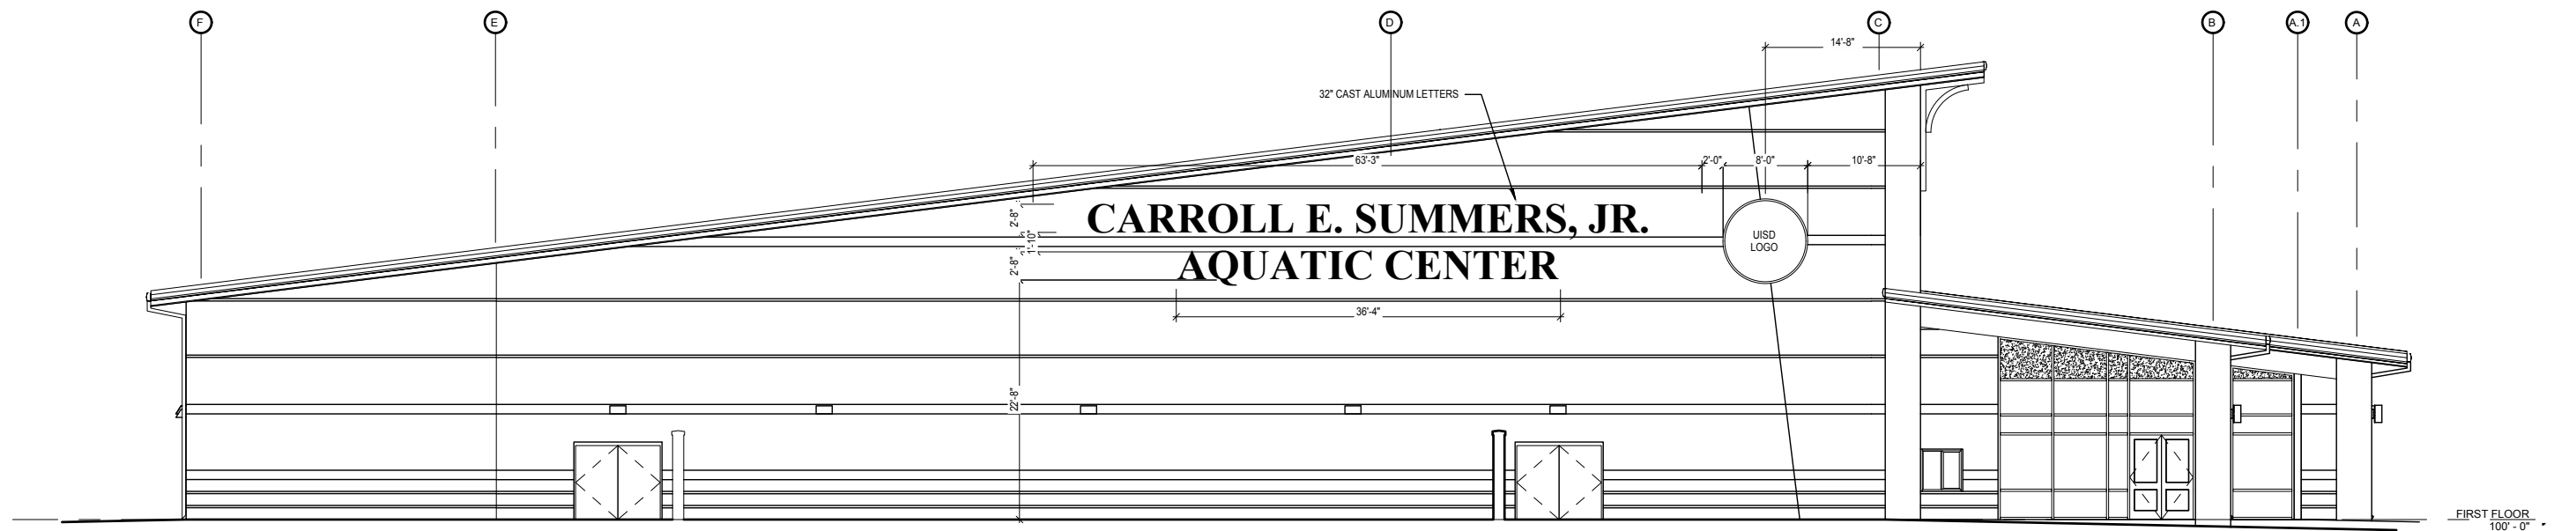 F
E
D
C
B
A.1
A
14'-8"
32" CAST ALUMINUM LETTERS
63'-3"
2'-0"
8'-0"
10'-8"
2'-8"
CARROLL E. SUMMERS, JR.
1'-10"
UISD
LOGO
2'-8"
AQUATIC CENTER
36'-4"
22'-8"
FIRST FLOOR
100' - 0"